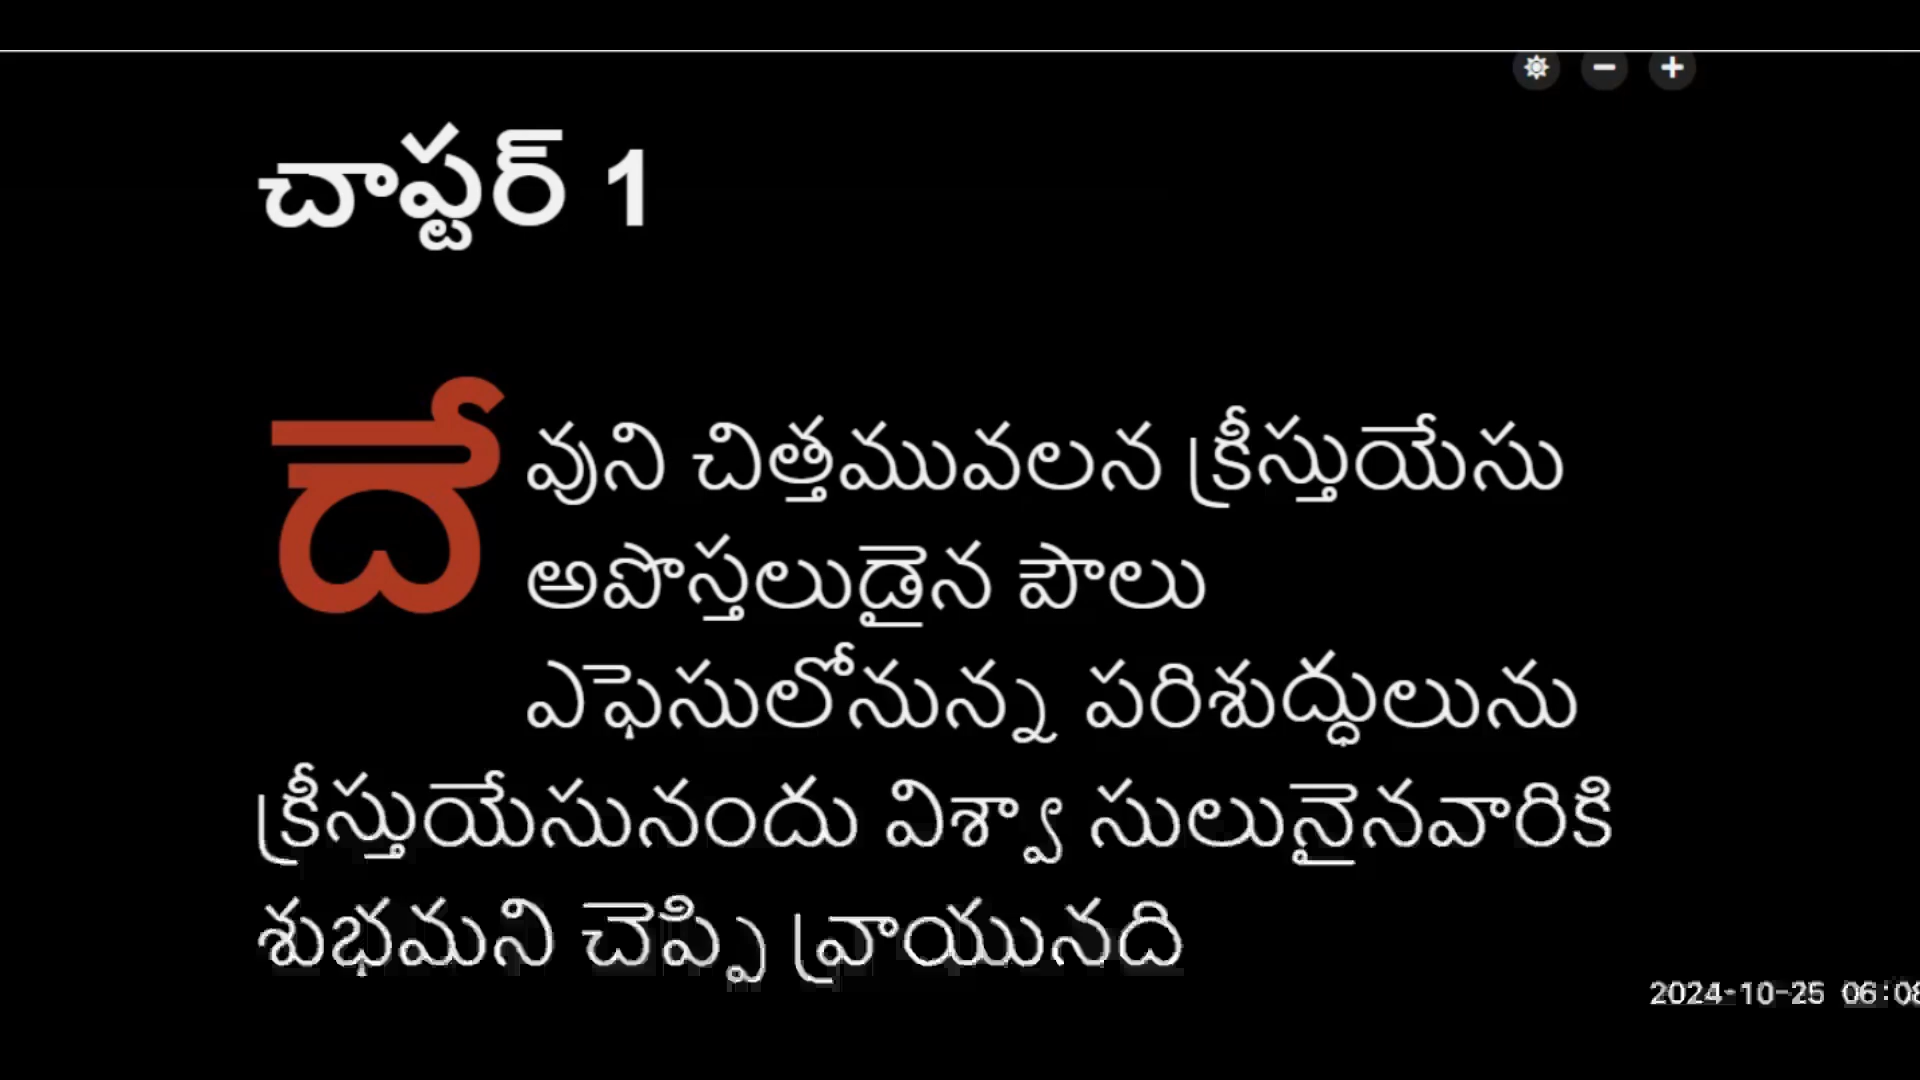 చాప్టర్ 1
దేవుని చిత్తమువలన క్రీస్తుయేసు
అపొస్తలుడైన పౌలు
ఎఫెసులోనున్న పరిశుద్ధులును
క్రీస్తుయేసునందు విశ్వా సులునైనవారికి
శుభమని చెప్పి వ్రాయునది
2024-10-25 06:08